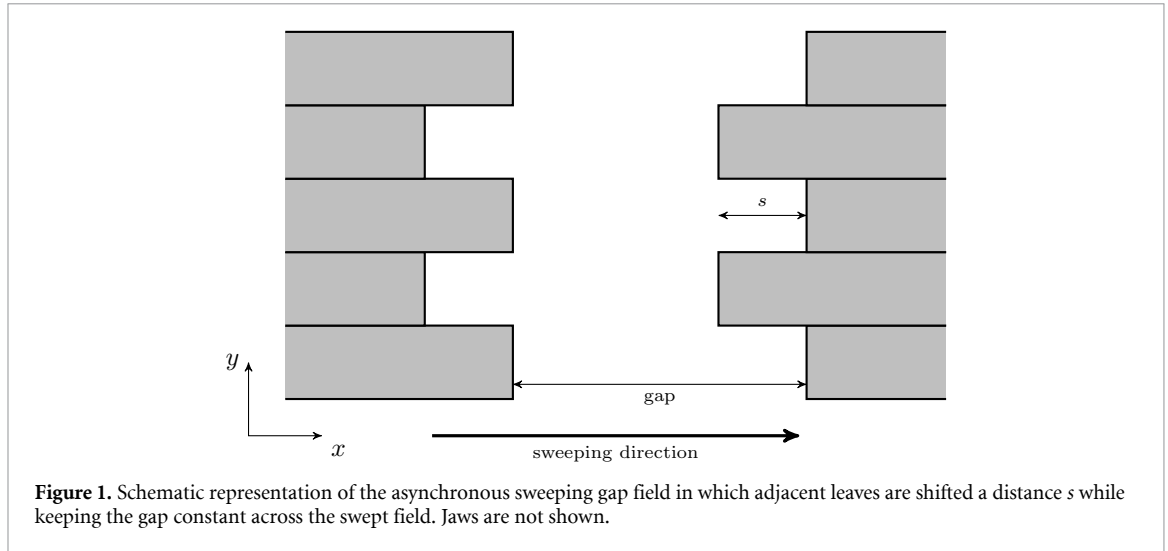 s
y
gap
x
sweeping direction
Figure 1. Schematic representation of the asynchronous sweeping gap field in which adjacent leaves are shifted a distance s while
keeping the gap constant across the swept field. Jaws are not shown.